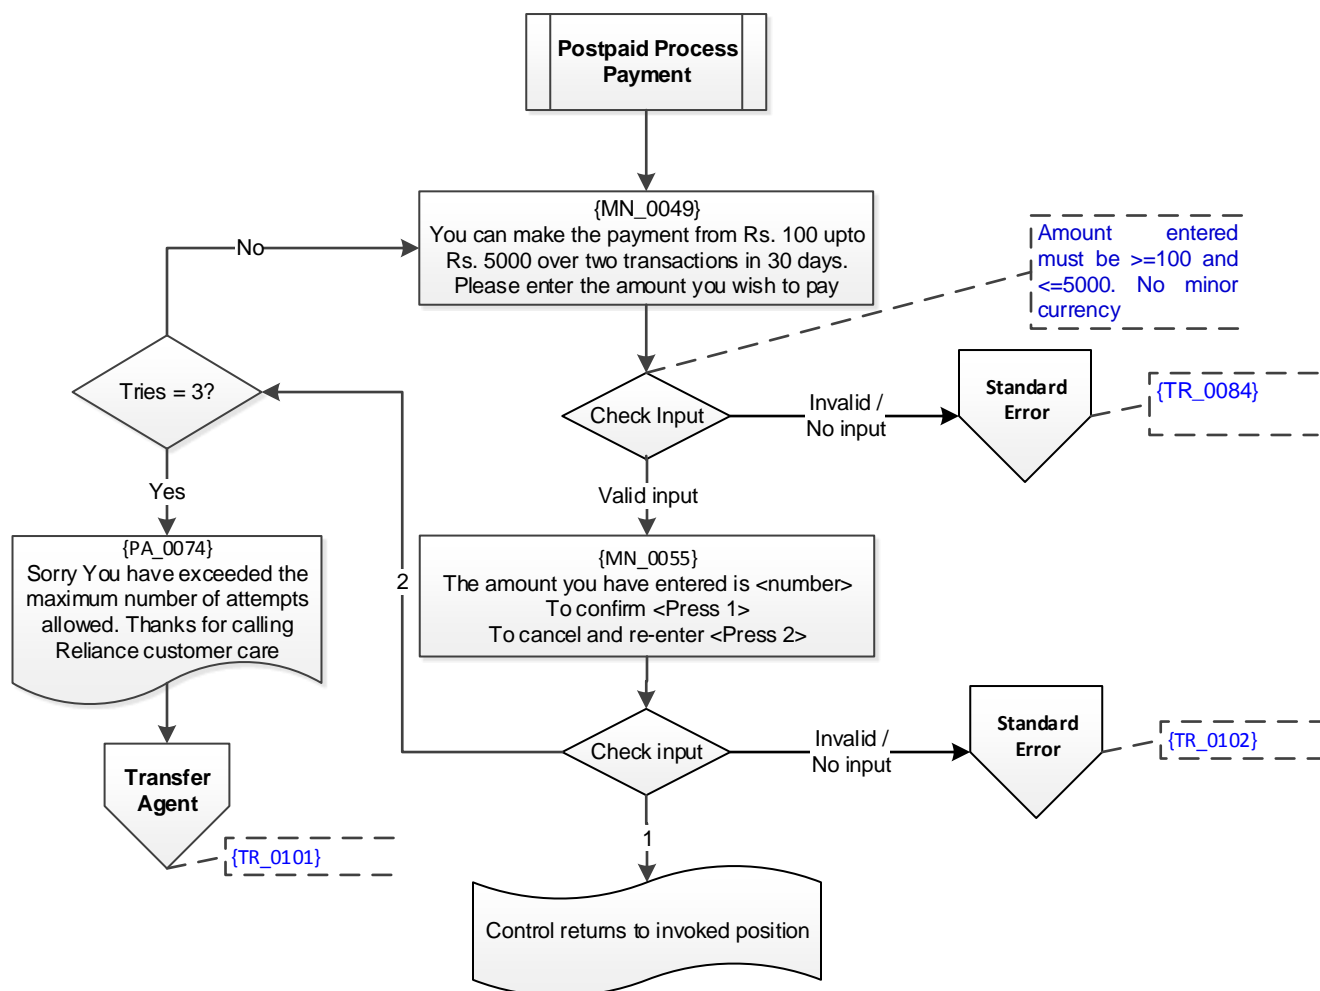 Postpaid Process
Payment
{MN_0049}
You can make the payment from Rs. 100 upto
Rs. 5000 over two transactions in 30 days.
Please enter the amount you wish to pay
No
Amount entered
must be >=100 and
<=5000. No minor
currency
Tries = 3?
Check Input
Invalid /
No input
Standard
Error
{TR_0084}
Yes
Valid input
{PA_0074}
Sorry You have exceeded the
maximum number of attempts
allowed. Thanks for calling
Reliance customer care
2
{MN_0055}
The amount you have entered is <number>
To confirm <Press 1>
To cancel and re-enter <Press 2>
Check input
Invalid /
No input
Standard
Error
{TR_0102}
Transfer
Agent
{TR_0101}
1
Control returns to invoked position